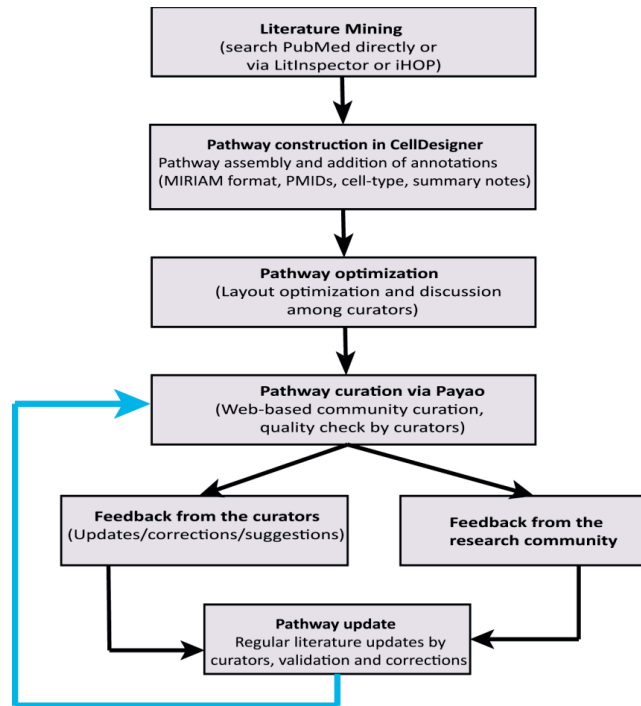 Literature Mining
(search PubMed directly or
via LitInspector or iHOP)
Pathway construction in CellDesigner
Pathway assembly and addition of annotations
(MIRIAM format, PMIDs, cell-type, summary notes)
Pathway optimization
(Layout optimization and discussion
among curators)
Pathway curation via Payao
(Web-based community curation,
quality check by curators)
Feedback from the curators
(Updates/corrections/suggestions)
Feedback from the
research community
Pathway update
Regular literature updates by
curators, validation and corrections